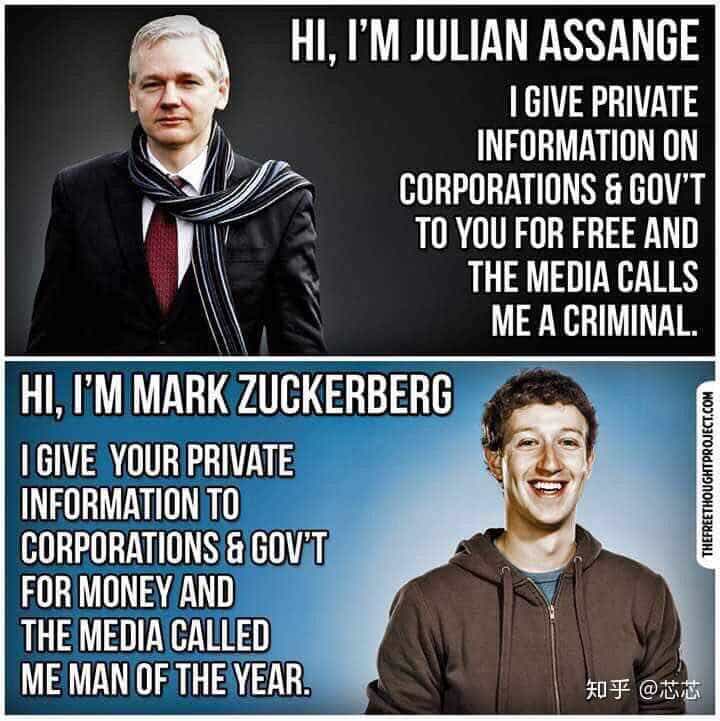 HI, I'M JULIAN ASSANGE
I GIVE PRIVATE
INFORMATION ON
CORPORATIONS & GOV'T
TO YOU FOR FREE AND
THE MEDIA CALLS
ME A CRIMINAL.
HI, I'M MARK ZUCKERBERG
I GIVE YOUR PRIVATE
INFORMATION TO
CORPORATIONS & GOV'T
FOR MONEY AND
THE MEDIA CALLED
ME MAN OF THE YEAR.
THEFREETHOUGHTPROJECT.COM
知乎 @芯芯